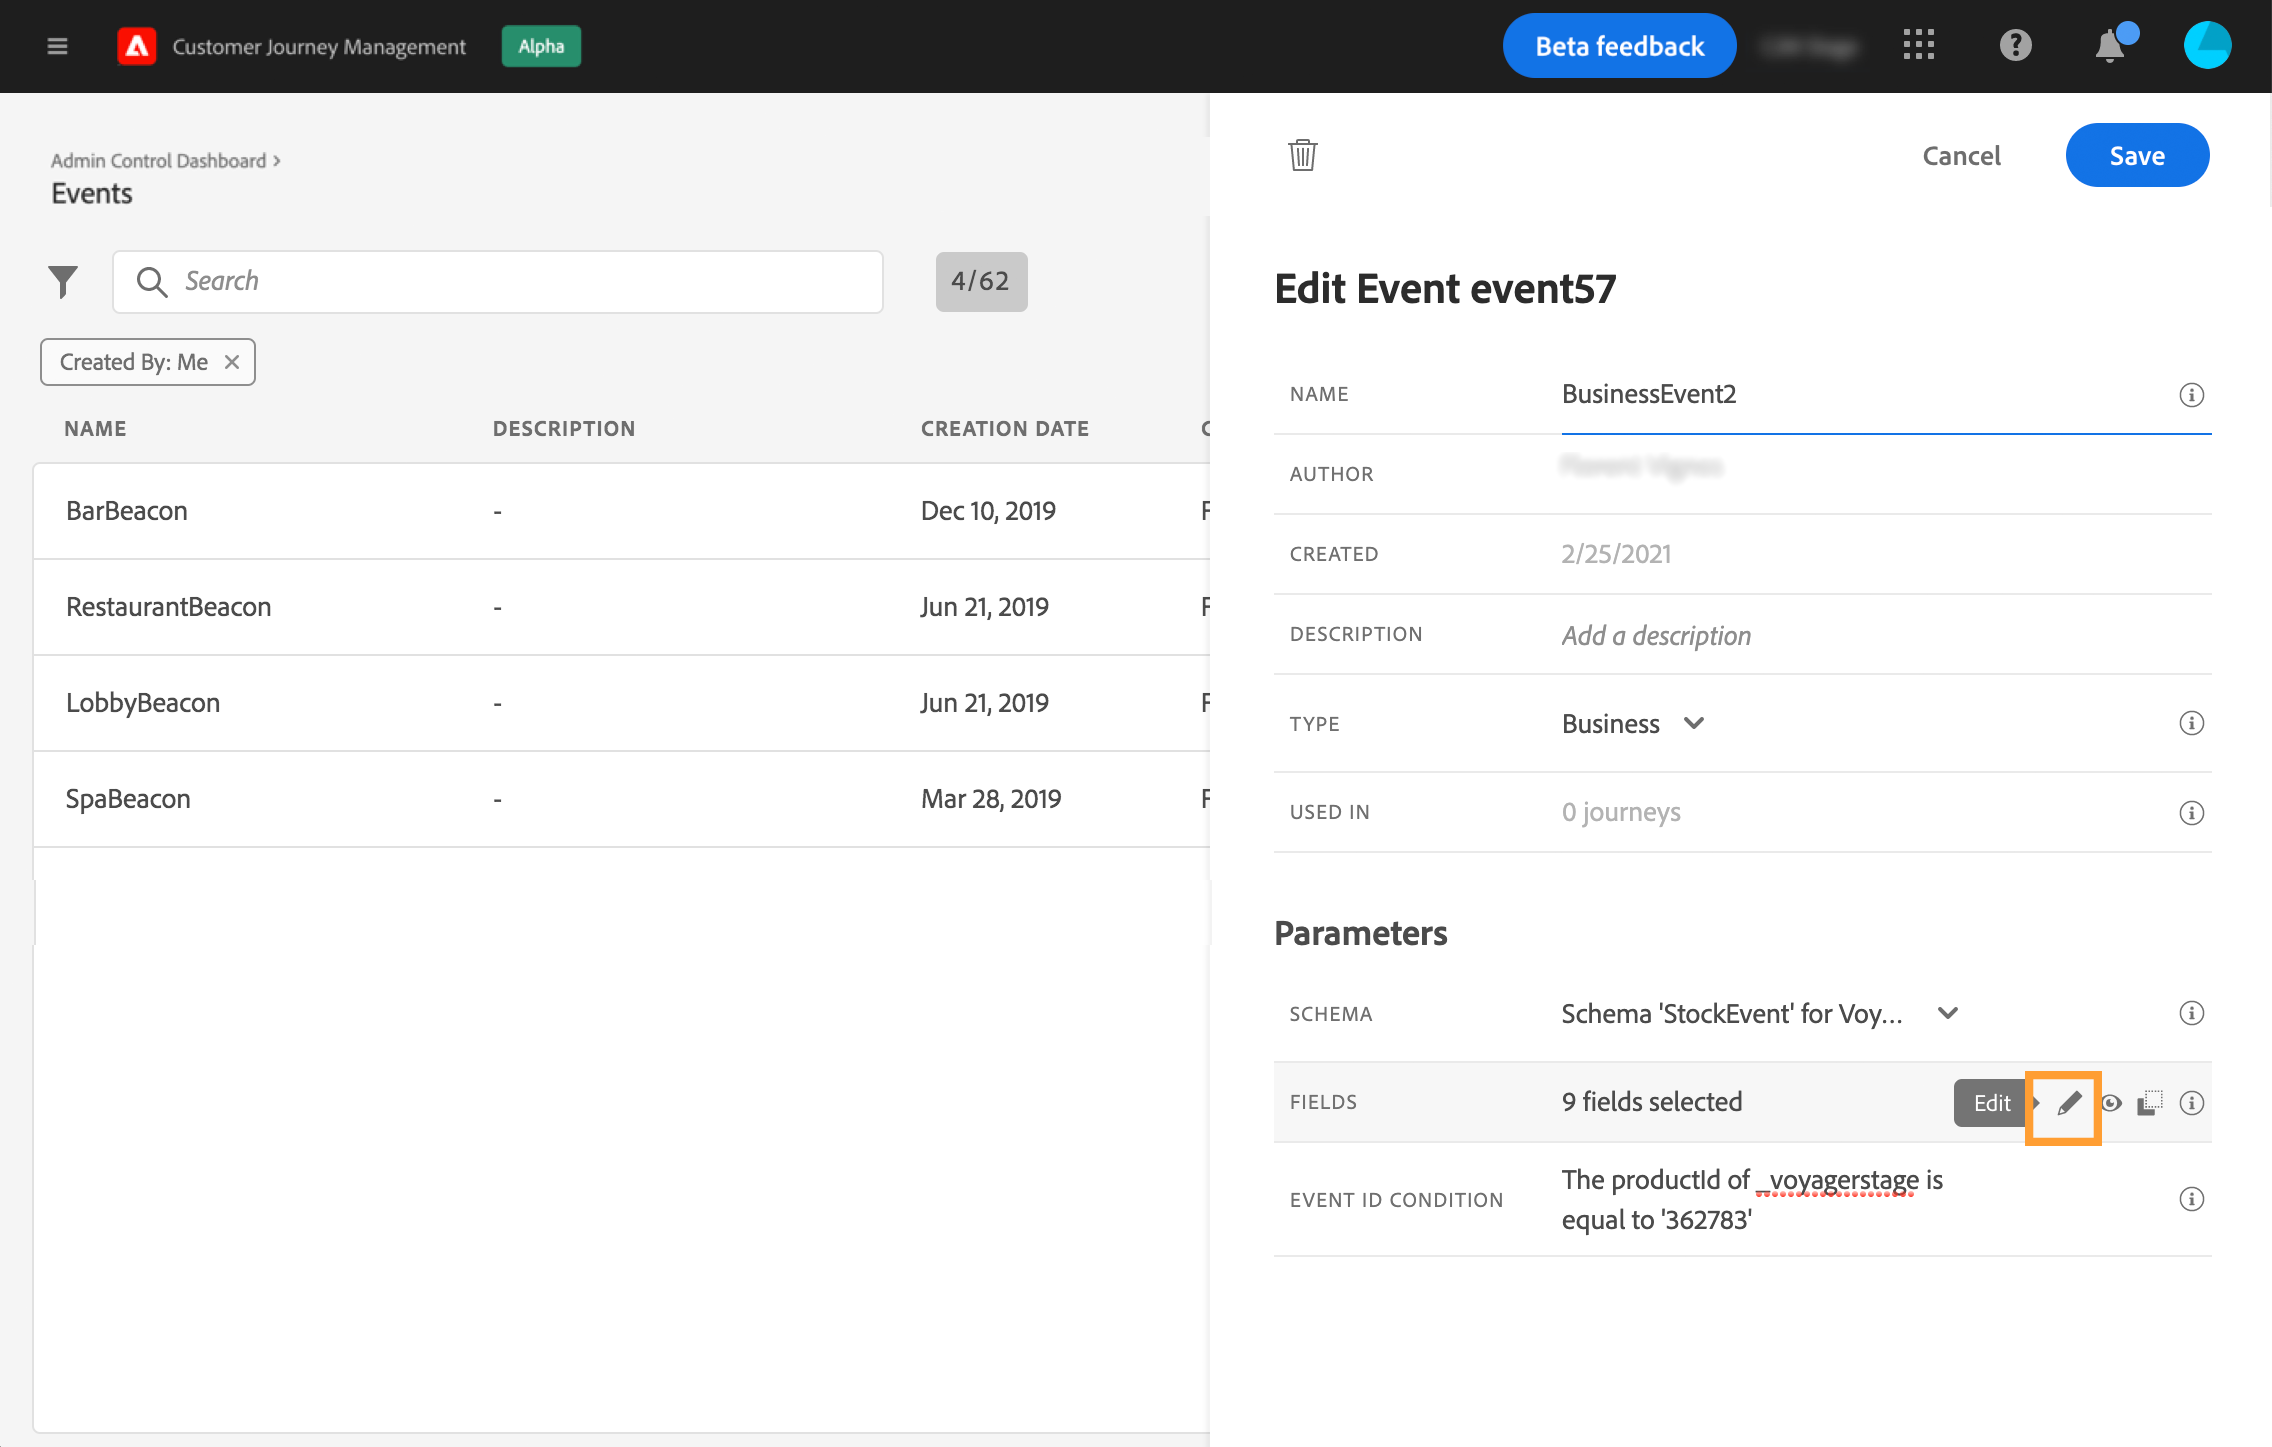 Customer Journey Management
Alpha
Beta feedback
Admin Control Dashboard >
Events
Search
4/62
Created By: Me
NAME DESCRIPTION CREATION DATE
BarBeacon - Dec 10, 2019
RestaurantBeacon - Jun 21, 2019
LobbyBeacon - Jun 21, 2019
SpaBeacon - Mar 28, 2019
Cancel
Save
Edit Event event57
NAME BusinessEvent2
AUTHOR
CREATED 2/25/2021
DESCRIPTION Add a description
TYPE Business
USED IN 0 journeys
Parameters
SCHEMA Schema 'StockEvent' for Voy...
FIELDS 9 fields selected Edit
EVENT ID CONDITION The productId of _voyagerstage is
equal to '362783'